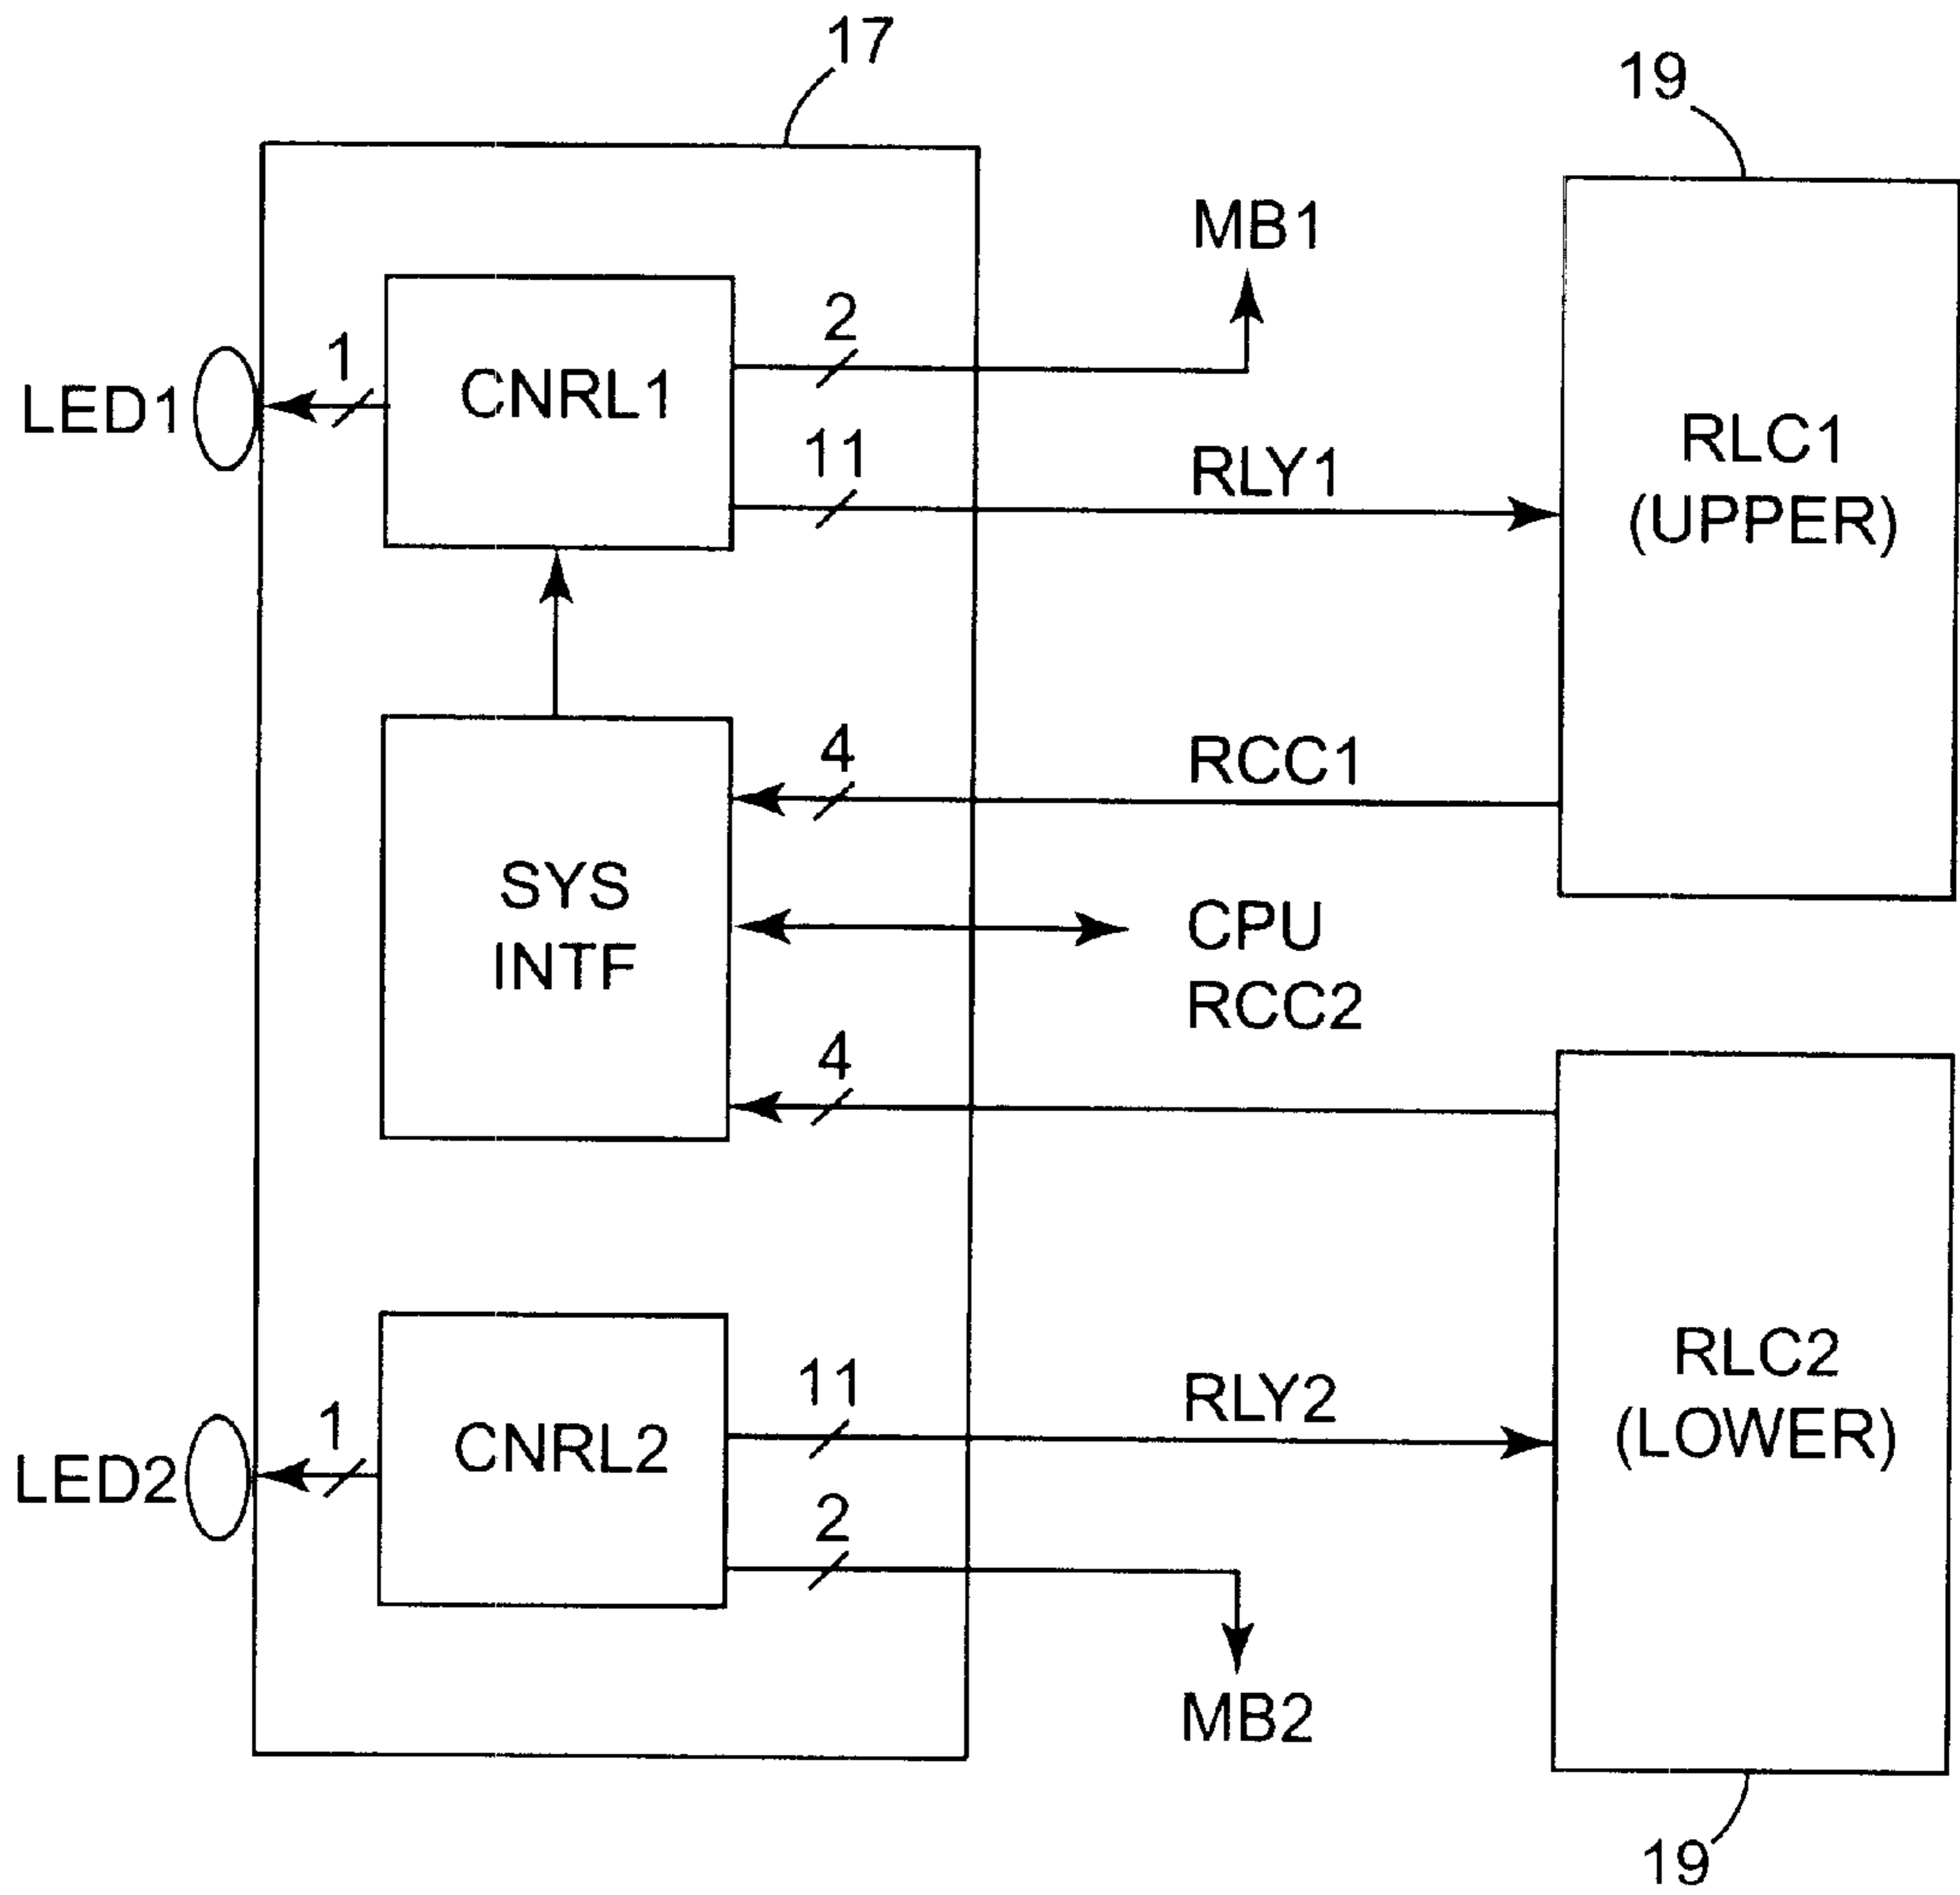 17
19
MB1
2
1
CNRL1
LED1
11
RLY1
RLC1
(UPPER)
4
RCC1
SYS
INTF
CPU
RCC2
4
11
RLY2
RLC2
(LOWER)
1
CNRL2
LED2
2
MB2
19